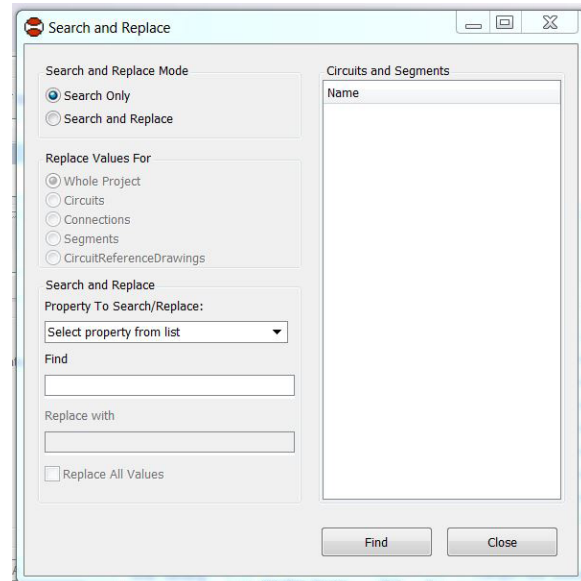 Search and Replace
Search and Replace Mode
Search Only
Search and Replace
Replace Values For
Whole Project
Circuits
Connections
Segments
CircuitReferenceDrawings
Search and Replace
Property To Search/Replace:
Select property from list
Find
Replace with
Replace All Values
Circuits and Segments
Name
Find
Close